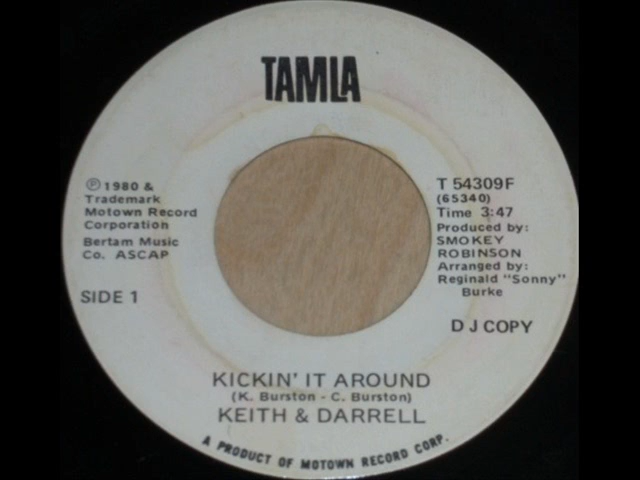 TAMLA
℗ 1980 &
Trademark
Motown Record
Corporation
Bertam Music
Co. ASCAP
SIDE 1
T 54309F
(65340)
Time 3:47
Produced by:
SMOKEY
ROBINSON
Arranged by:
Reginald "Sonny"
Burke
D J COPY
KICKIN' IT AROUND
(K. Burston - C. Burston)
KEITH & DARRELL
A PRODUCT OF MOTOWN RECORD CORP.